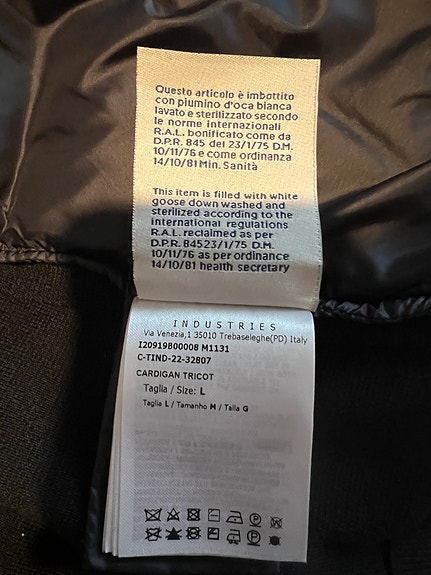 Questo artícolo è imbottito
con piumino d'oca bianca
lavato e sterilizzato secondo
le norme internazionali
R.A.L. bonificato come da
D.P.R. 845 del 23/1/75 D.M.
10/11/76 e come ordinanza
14/10/81 Min. Sanità
This item is filled with white
goose down washed and
sterilized according to the
international regulations
R.A.L. reclaimed as per
D.P.R. 84523/1/75 D.M.
10/11/76 as per ordinance
14/10/81 health secretary
INDUSTRIES
Via Venezia,1 35010 Trebaseleghe(PD) Italy
I20919B00008 M1131
C-TIND-22-32807
CARDIGAN TRICOT
Taglia / Size: L
Taglia L / Tamanho M / Talla G